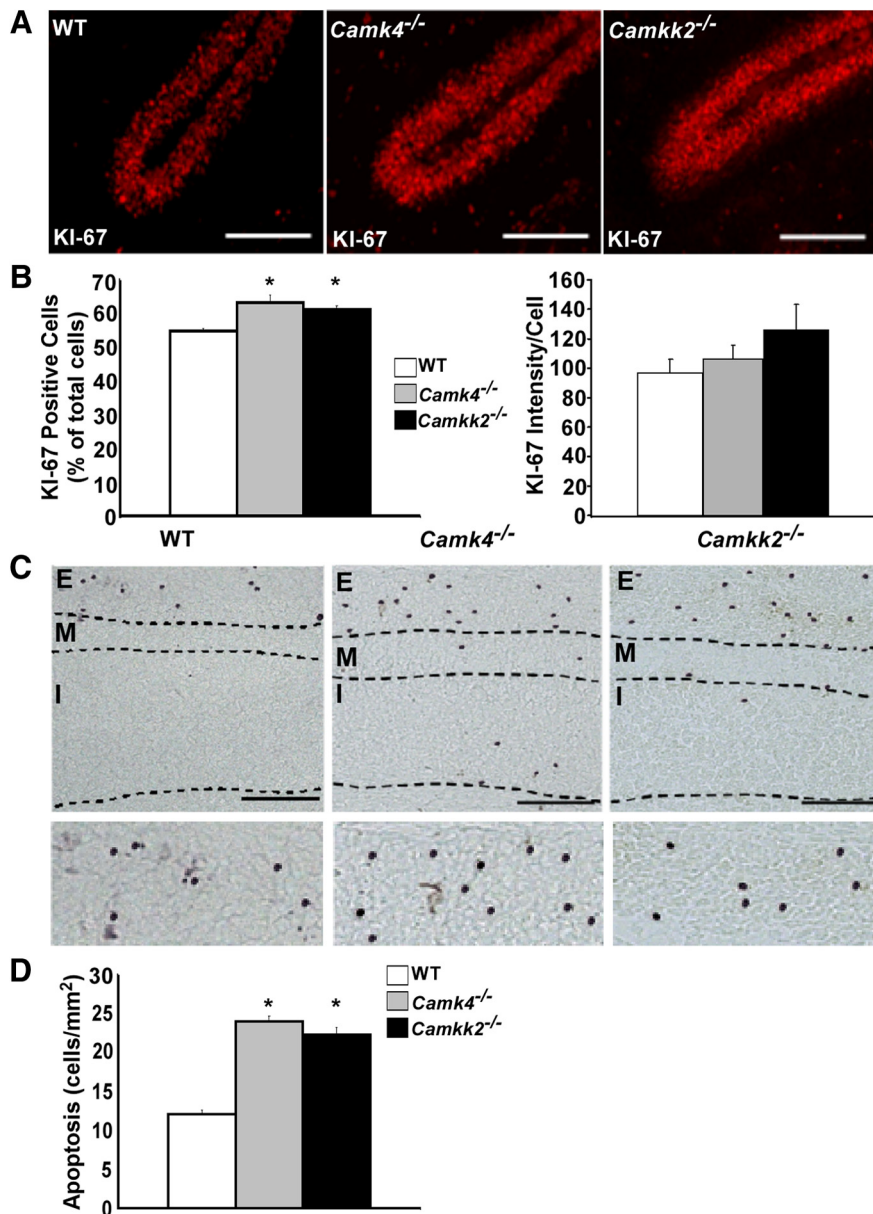 A
WT
Camk4-/-
Camkk2-/-
KI-67
KI-67
KI-67
B
KI-67 Positive Cells
(% of total cells)
70
60
50
40
30
20
10
0
*
*
WT
Camk4-/-
Camkk2-/-
KI-67 Intensity/Cell
160
140
120
100
80
60
40
20
0
WT
Camk4-/-
Camkk2-/-
C
E
M
I
E
M
I
E
M
I
D
Apoptosis (cells/mm2)
30
25
20
15
10
5
0
*
*
WT
Camk4-/-
Camkk2-/-